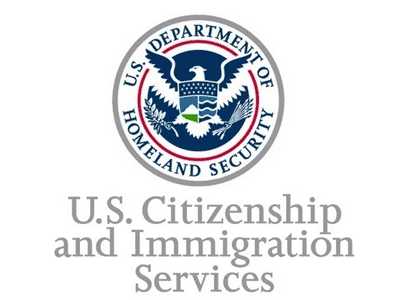 U.S. DEPARTMENT OF
HOMELAND SECURITY
U.S. Citizenship
and Immigration
Services